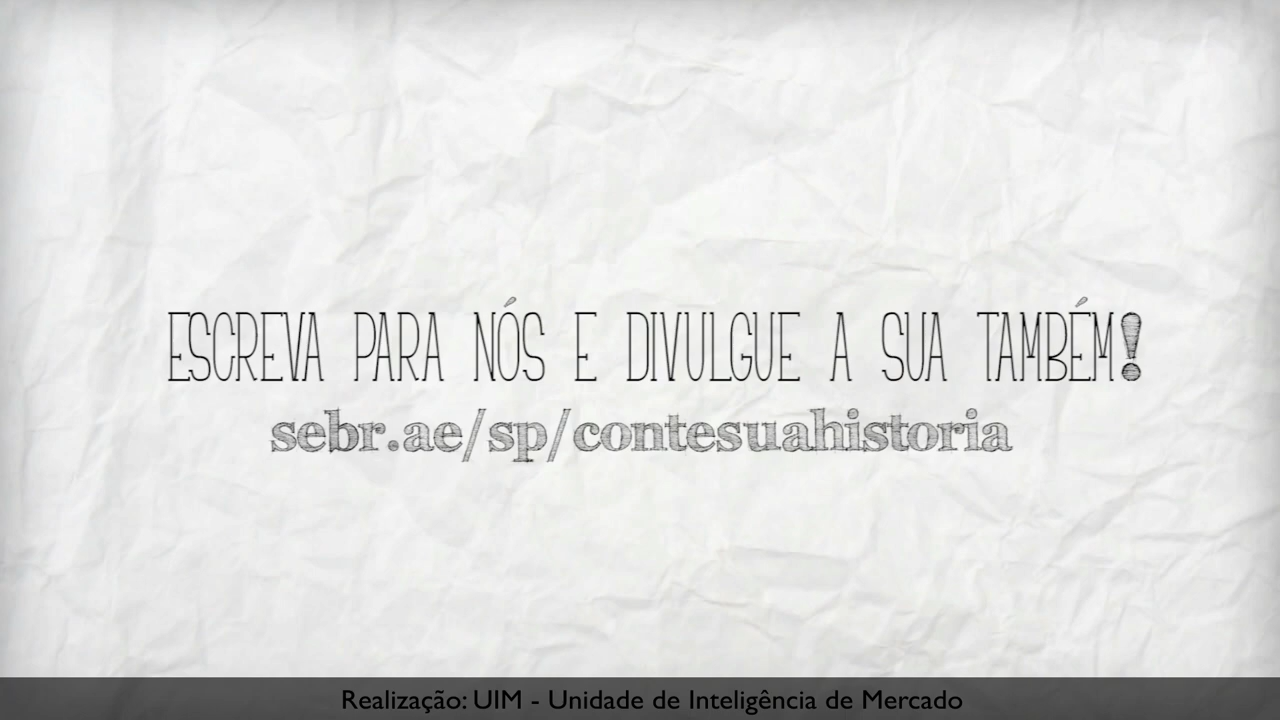 ESCREVA PARA NÓS E DIVULGUE A SUA TAMBÉM!
sebr.ae/sp/contesuahistoria
Realização: UIM - Unidade de Inteligência de Mercado